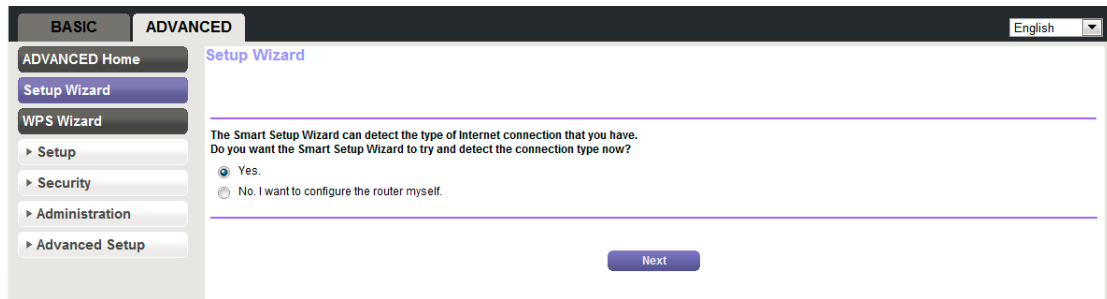 BASIC
ADVANCED
English
ADVANCED Home
Setup Wizard
WPS Wizard
Setup
Security
Administration
Advanced Setup
Setup Wizard
The Smart Setup Wizard can detect the type of Internet connection that you have.
Do you want the Smart Setup Wizard to try and detect the connection type now?
Yes.
No. I want to configure the router myself.
Next